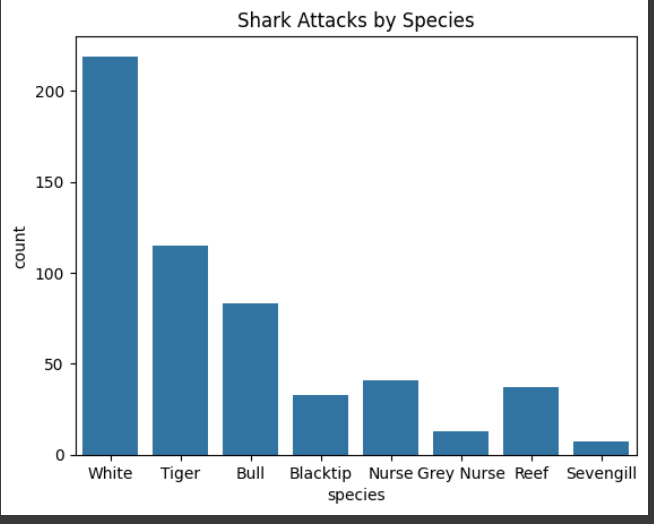 Shark Attacks by Species
200
150
100
50
0
count
White Tiger Bull Blacktip Nurse Grey Nurse Reef Sevengill
species